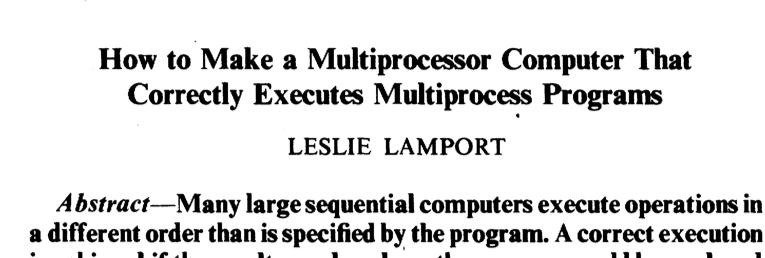 How to Make a Multiprocessor Computer That
Correctly Executes Multiprocess Programs
LESLIE LAMPORT
Abstract—Many large sequential computers execute operations in
a different order than is specified by the program. A correct execution